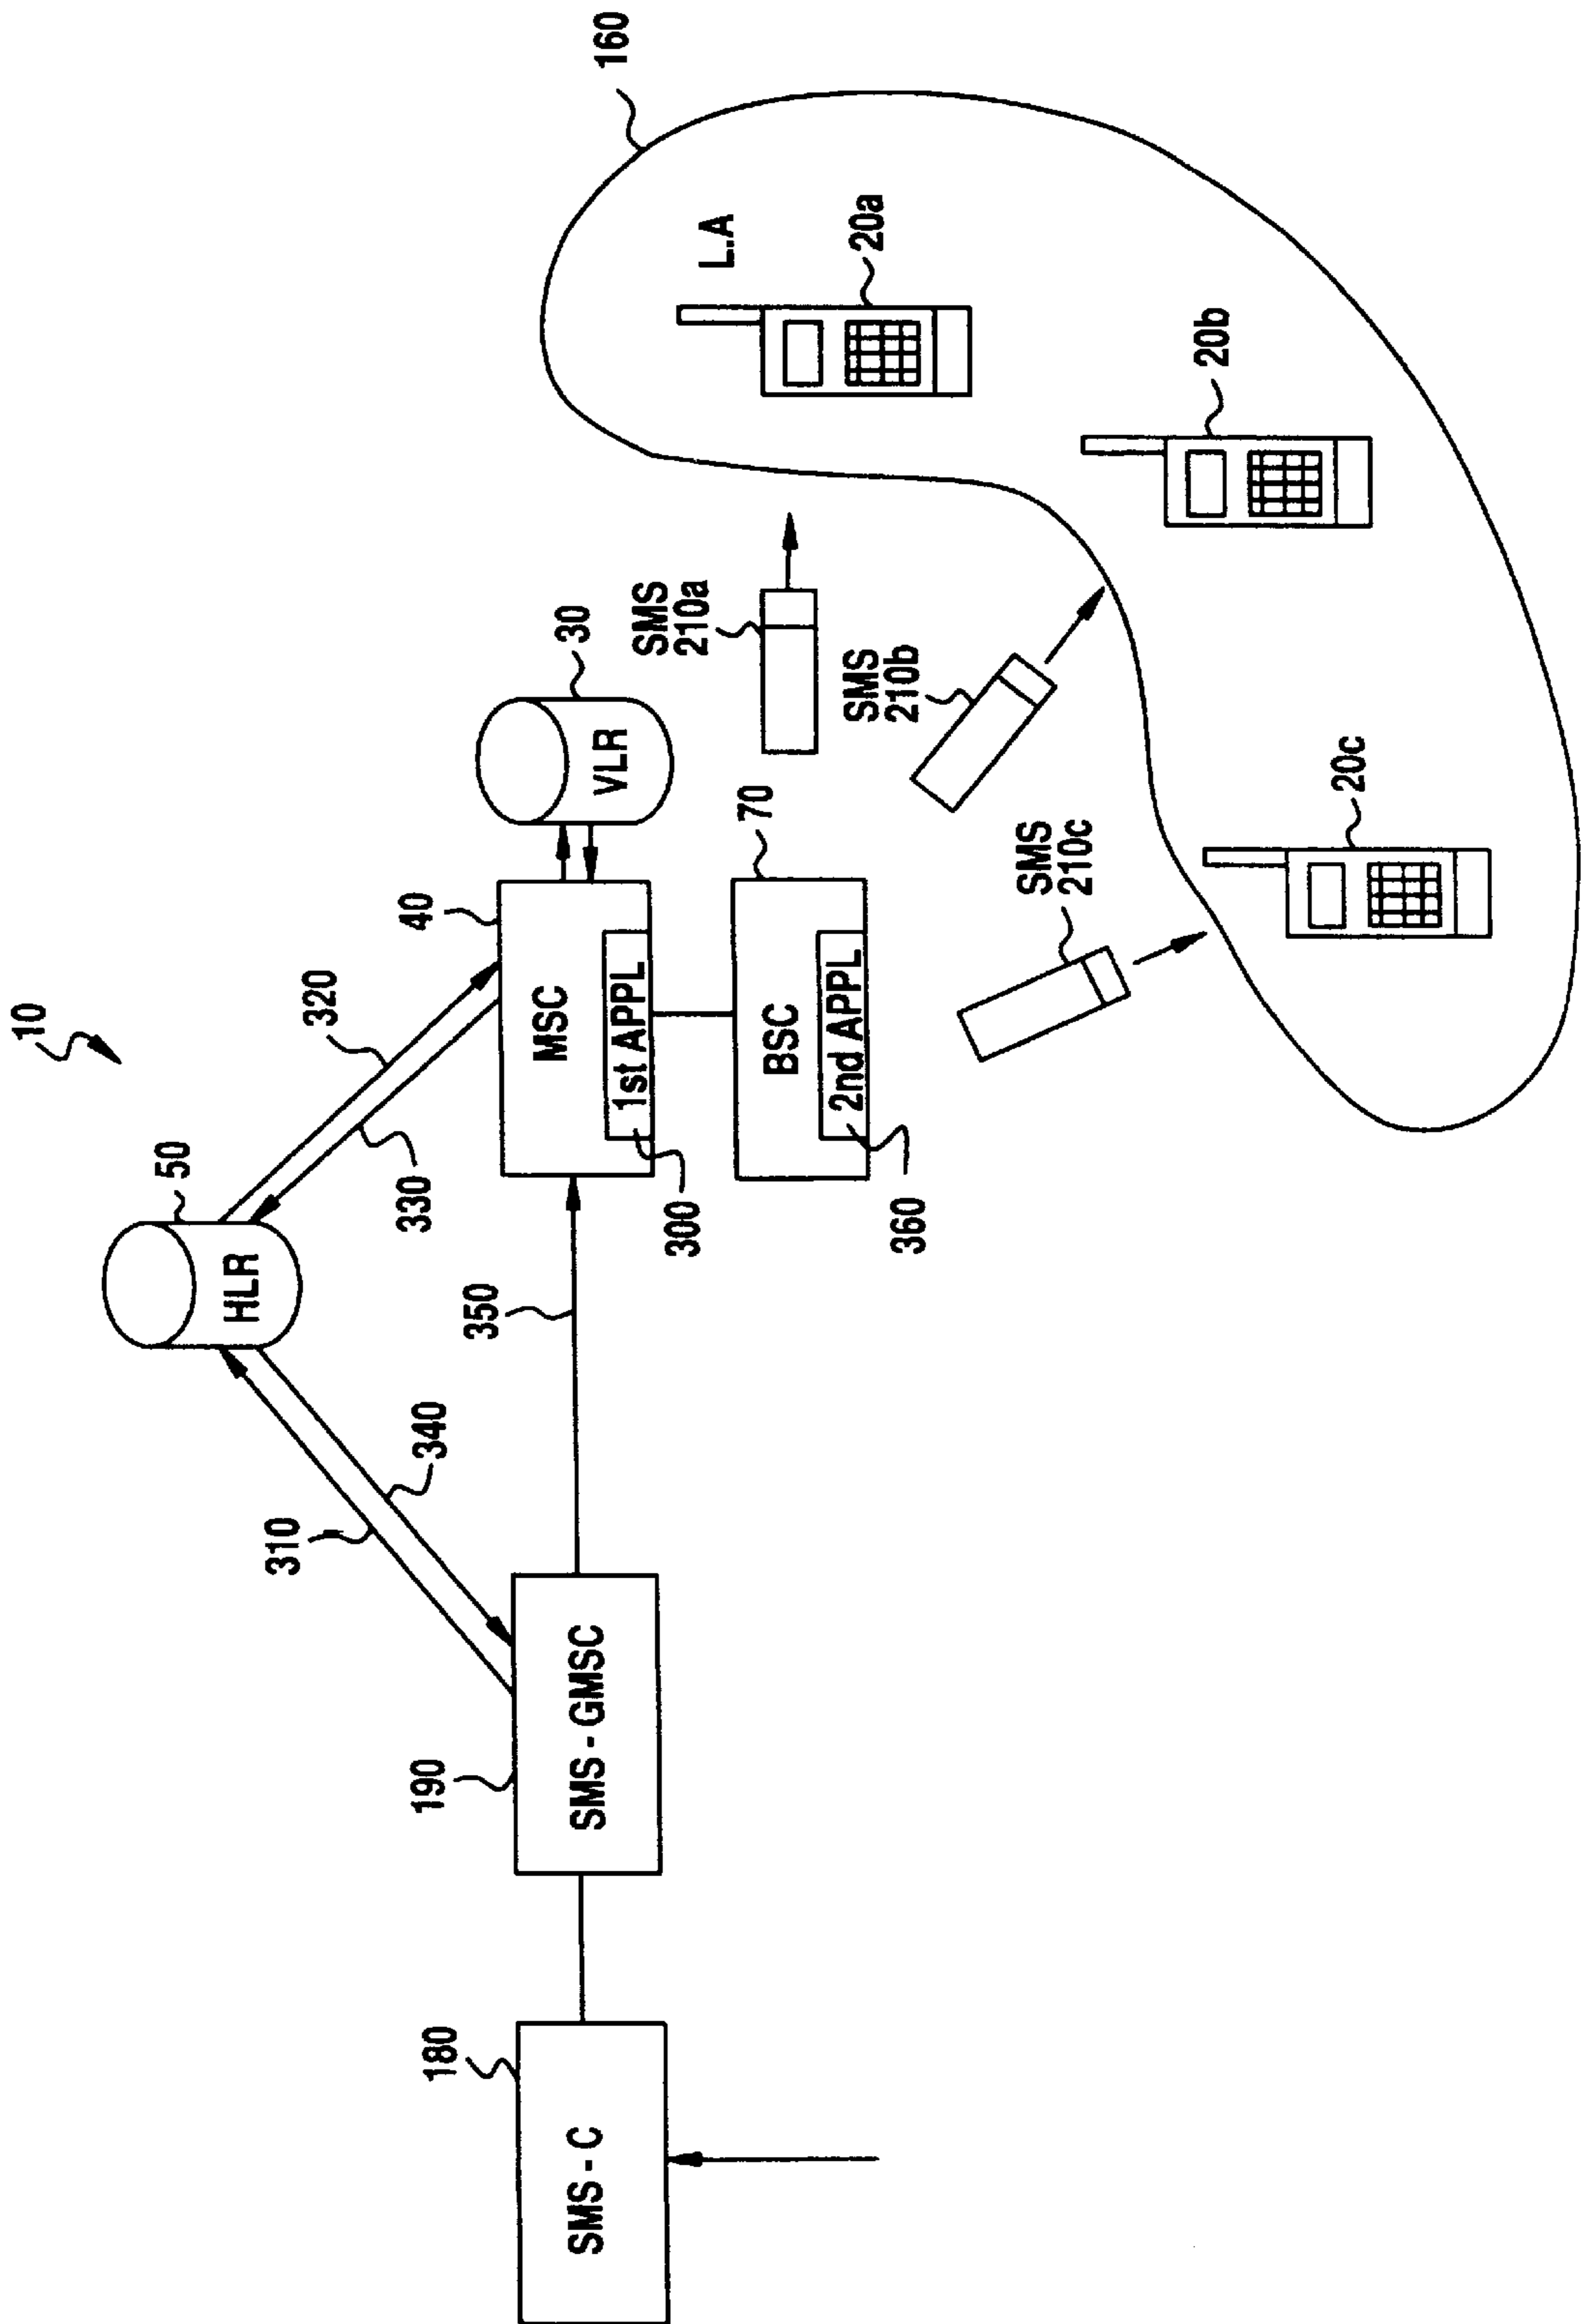 10
50
HLR
310
340
320
330
40
MSC
1st APPL
300
30
VLR
350
190
SMS - GMSC
180
SMS - C
70
BSC
2nd APPL
360
SMS
210a
SMS
210b
SMS
210c
160
L.A
20a
20b
20c